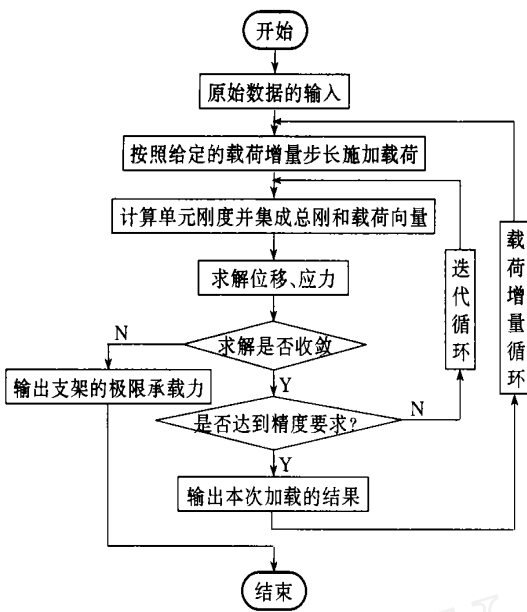 开始
原始数据的输入
按照给定的载荷增量步长施加载荷
计算单元刚度并集成总刚和载荷向量
求解位移、应力
迭代循环
载荷增量循环
N
求解是否收敛
Y
输出支架的极限承载力
是否达到精度要求?
N
Y
输出本次加载的结果
结束